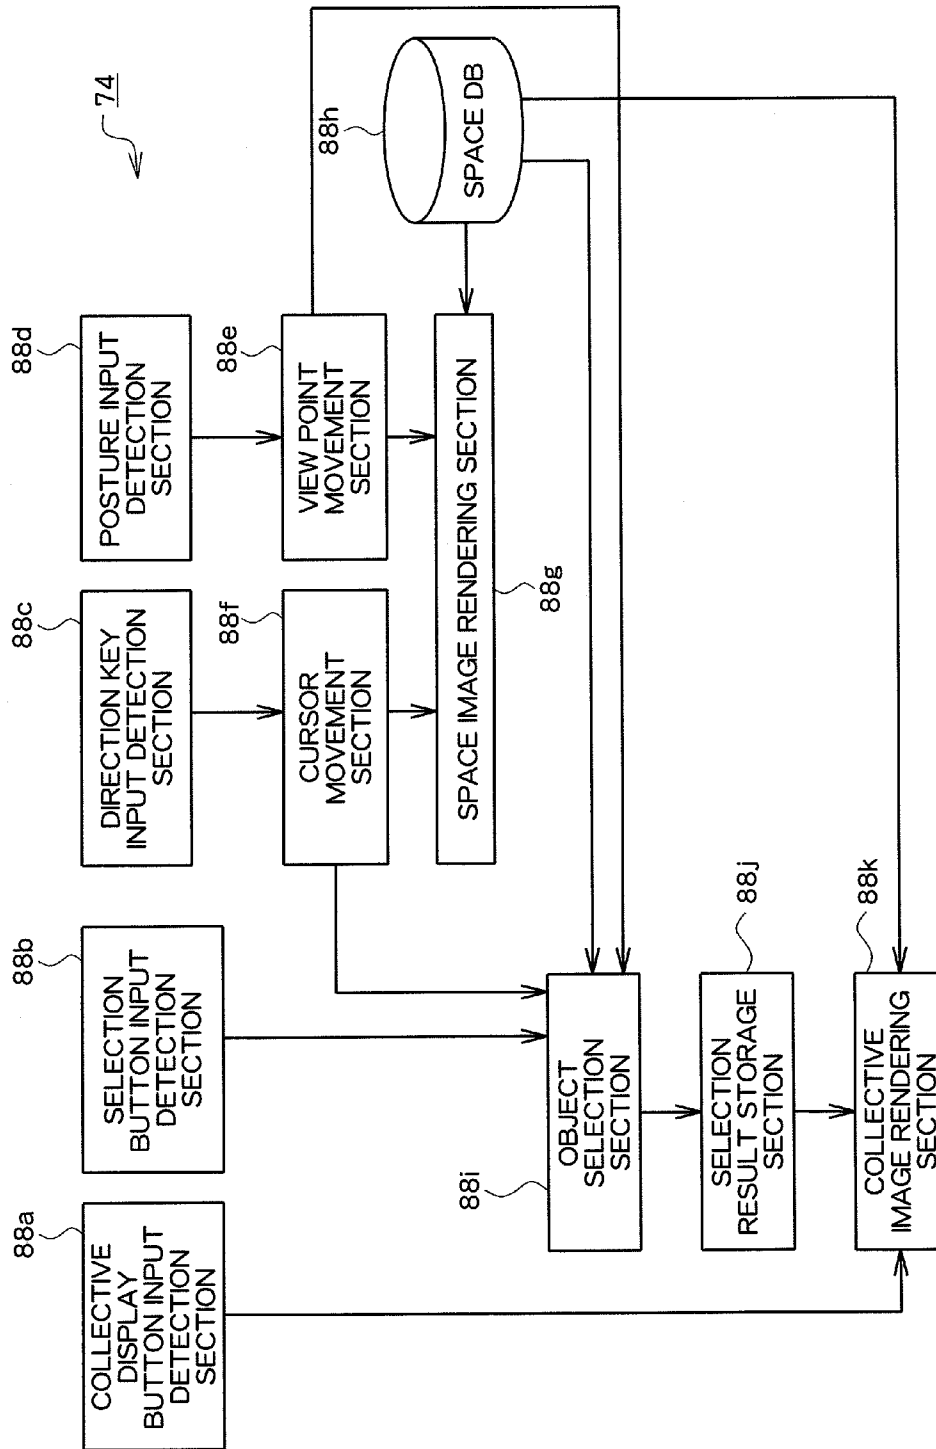 74
88a
COLLECTIVE
DISPLAY
BUTTON INPUT
DETECTION
SECTION
88b
SELECTION
BUTTON INPUT
DETECTION
SECTION
88c
DIRECTION KEY
INPUT DETECTION
SECTION
88d
POSTURE INPUT
DETECTION
SECTION
88f
CURSOR
MOVEMENT
SECTION
88e
VIEW POINT
MOVEMENT
SECTION
88h
SPACE DB
SPACE IMAGE RENDERING SECTION
88g
88i
OBJECT
SELECTION
SECTION
SELECTION
RESULT STORAGE
SECTION
88j
COLLECTIVE
IMAGE RENDERING
SECTION
88k